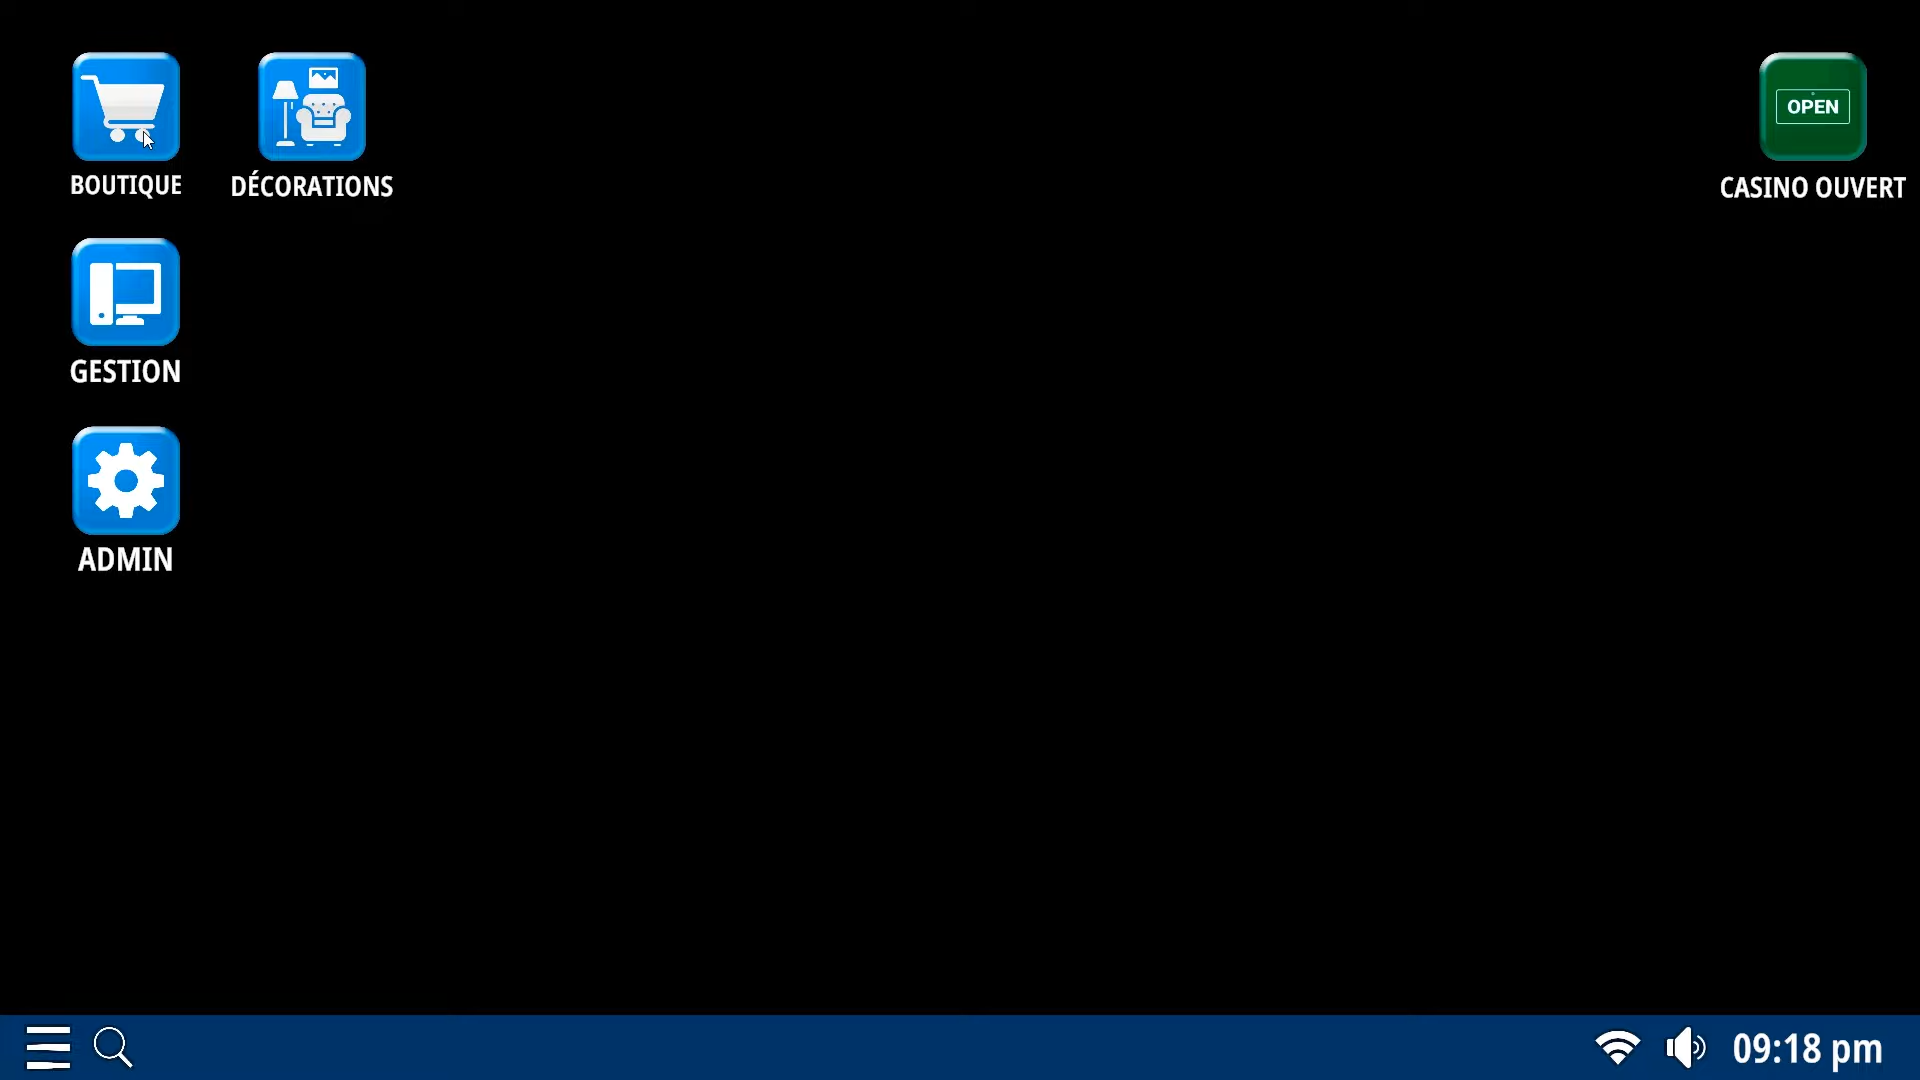 BOUTIQUE
DÉCORATIONS
OPEN
CASINO OUVERT
GESTION
ADMIN
09:18 pm